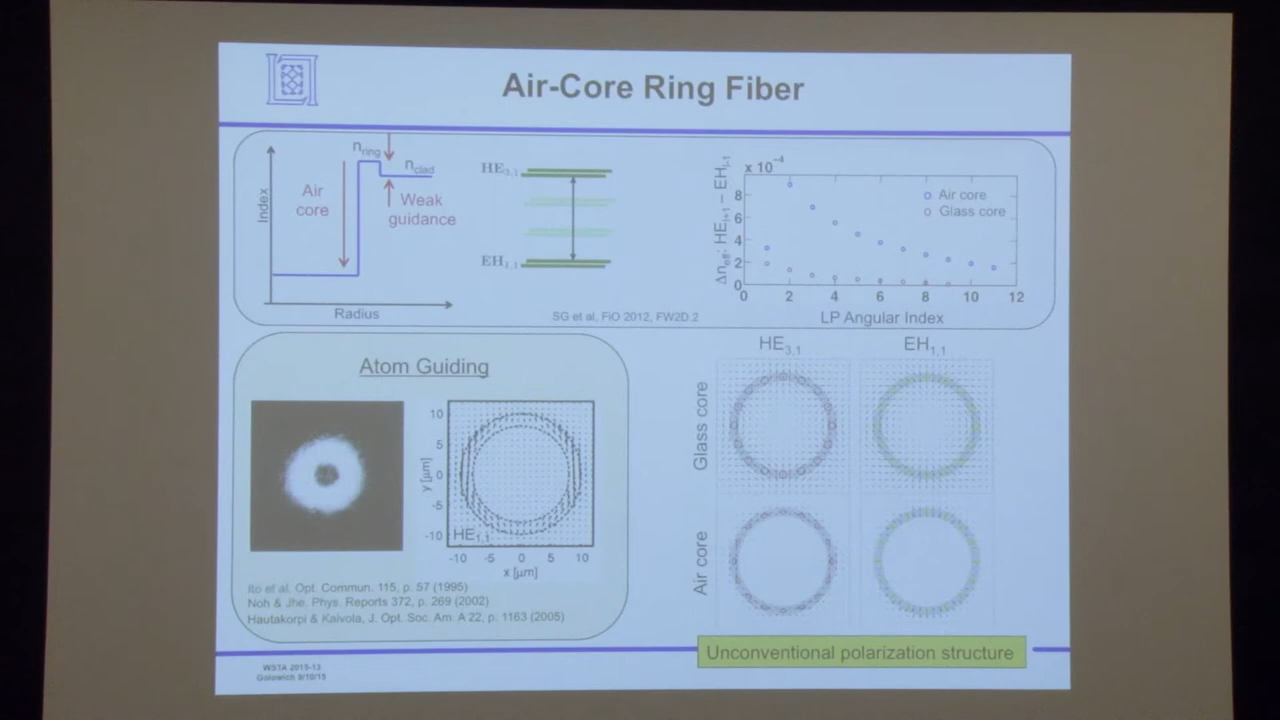 Air-Core Ring Fiber
Index
Air
core
n_ring
n_clad
Weak
guidance
Radius
HE_3,1
EH_1,1
SG et al, FiO 2012, FW2D.2
x 10^-4
Δn_eff: HE_l+1 – EH_l-1
8
6
4
2
0
0 2 4 6 8 10 12
Air core
Glass core
LP Angular Index
Atom Guiding
y [μm]
10
5
0
-5
-10
HE_1,1
-10 -5 0 5 10
x [μm]
Ito et al. Opt. Commun. 115, p. 57 (1995)
Noh & Jhe. Phys. Reports 372, p. 269 (2002)
Hautakorpi & Kaivola, J. Opt. Soc. Am. A 22, p. 1163 (2005)
HE_3,1 EH_1,1
Glass core
Air core
Unconventional polarization structure
WSTA 2015-13
Golowich 9/10/15